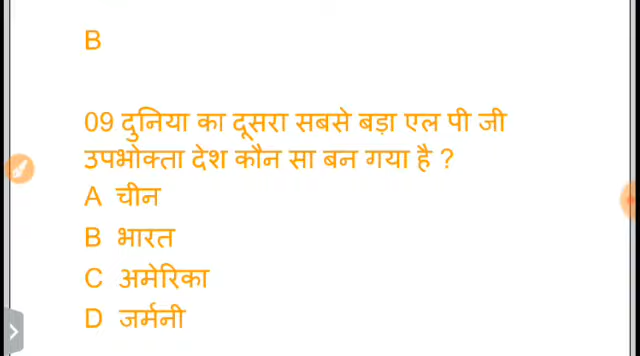 B
09 दुनिया का दूसरा सबसे बड़ा एल पी जी
उपभोक्ता देश कौन सा बन गया है ?
A चीन
B भारत
C अमेरिका
D जर्मनी